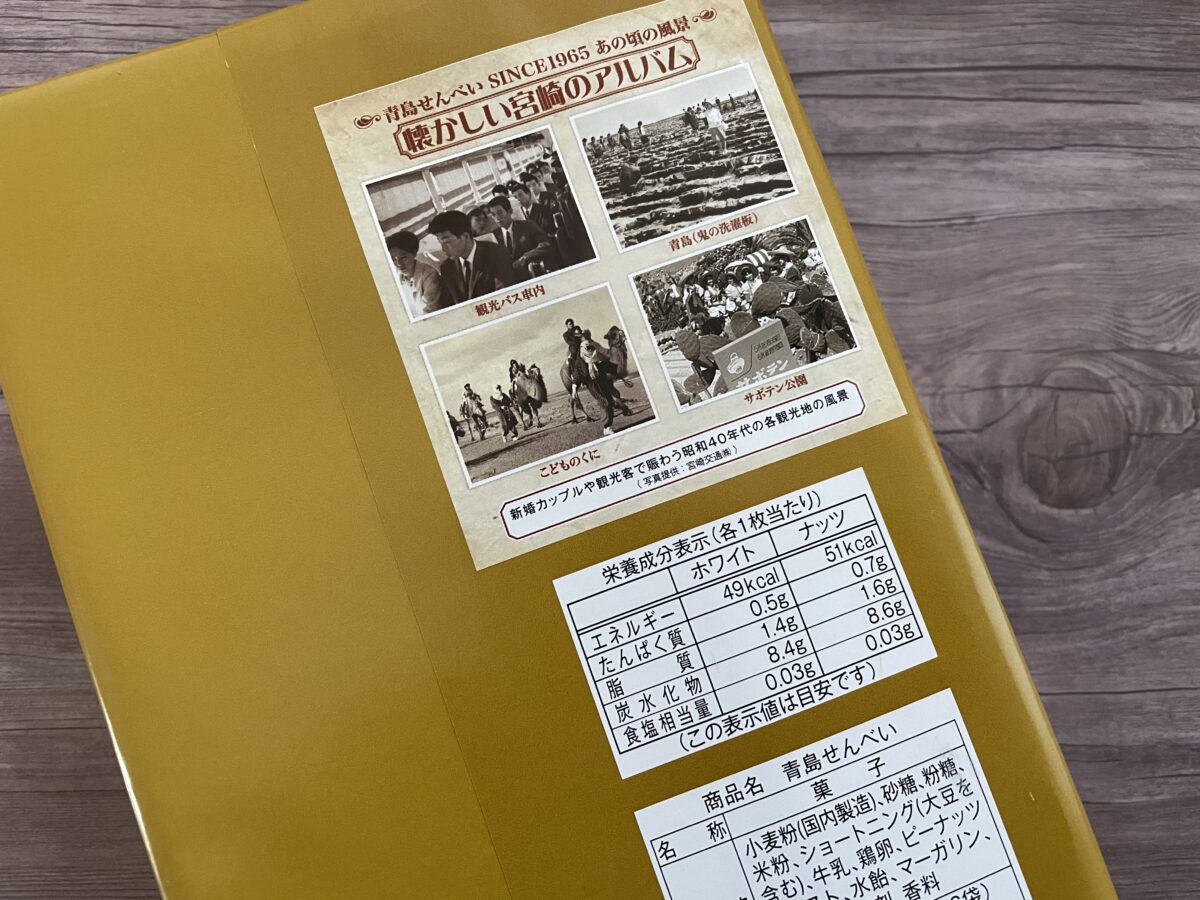 青島せんべい SINCE1965 あの頃の風景
懐かしい宮崎のアルバム
観光バス車内
青島(鬼の洗濯板)
こどものくに
サボテン
サボテン公園
新婚カップルや観光客で賑わう昭和40年代の各観光地の風景
(写真提供:宮崎交通㈱)
栄養成分表示(各1枚当たり)
ホワイト ナッツ
エネルギー 49kcal 51kcal
たんぱく質 0.5g 0.7g
脂質 1.4g 1.6g
炭水化物 8.4g 8.6g
食塩相当量 0.03g 0.03g
(この表示値は目安です)
商品名 青島せんべい
名称 菓子
小麦粉(国内製造)、砂糖、粉糖、
米粉、ショートニング(大豆を
含む)、牛乳、鶏卵、ピーナッツ
スト、水飴、マーガリン、
香料
袋)